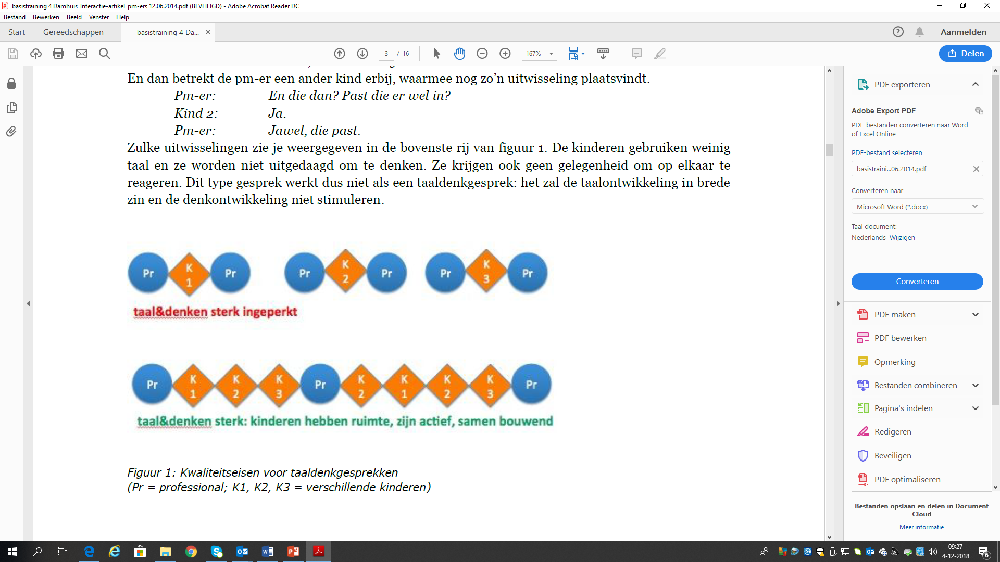 basistraining 4 Damhuis_Interactie-artikel_pm-ers 12.06.2014.pdf (BEVEILIGD) - Adobe Acrobat Reader DC
Bestand Bewerken Beeld Venster Help
Start Gereedschappen basistraining 4 Da... Aanmelden
3 / 16 167% Delen
En dan betrekt de pm-er een ander kind erbij, waarmee nog zo’n uitwisseling plaatsvindt.
Pm-er: En die dan? Past die er wel in?
Kind 2: Ja.
Pm-er: Jawel, die past.
Zulke uitwisselingen zie je weergegeven in de bovenste rij van figuur 1. De kinderen gebruiken weinig
taal en ze worden niet uitgedaagd om te denken. Ze krijgen ook geen gelegenheid om op elkaar te
reageren. Dit type gesprek werkt dus niet als een taaldenkgesprek: het zal de taalontwikkeling in brede
zin en de denkontwikkeling niet stimuleren.
Pr K 1 Pr Pr K 2 Pr Pr K 3 Pr
taal&denken sterk ingeperkt
Pr K 1 K 2 K 3 Pr K 2 K 1 K 2 K 3 Pr
taal&denken sterk: kinderen hebben ruimte, zijn actief, samen bouwend
Figuur 1: Kwaliteitseisen voor taaldenkgesprekken
(Pr = professional; K1, K2, K3 = verschillende kinderen)
PDF exporteren
Adobe Export PDF
PDF-bestanden converteren naar Word
of Excel Online
PDF-bestand selecteren
basistraini...06.2014.pdf
Converteren naar
Microsoft Word (*.docx)
Taal document:
Nederlands Wijzigen
Converteren
PDF maken
PDF bewerken
Opmerking
Bestanden combineren
Pagina's indelen
Redigeren
Beveiligen
PDF optimaliseren
Bestanden opslaan en delen in Document
Cloud
Meer informatie
09:27
4-12-2018
6